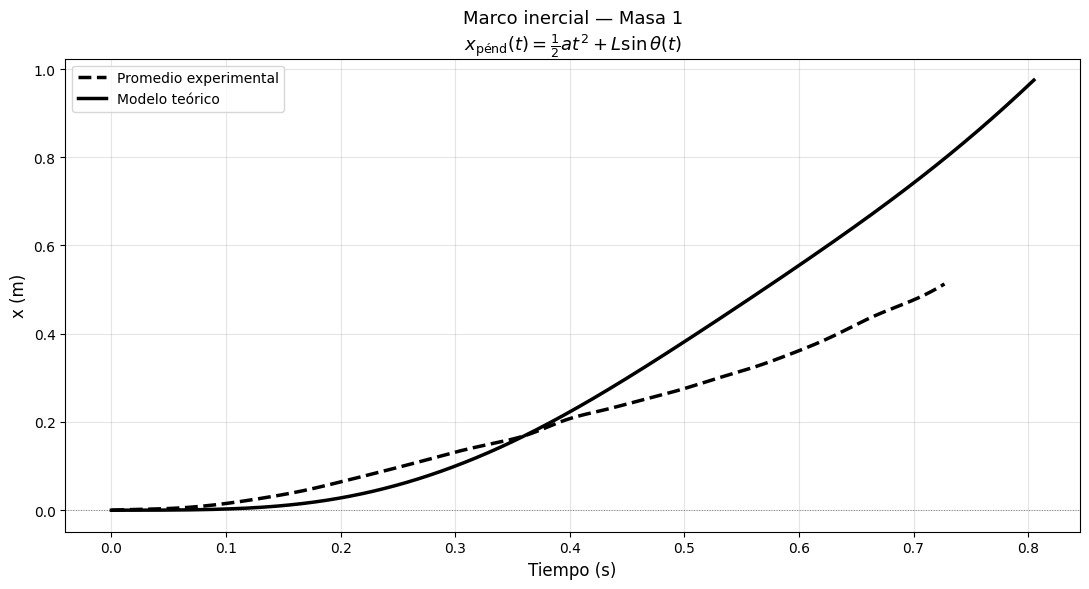 Marco inercial — Masa 1
x_pénd(t) = ½at² + L sin θ(t)
Promedio experimental
Modelo teórico
x (m)
1.0
0.8
0.6
0.4
0.2
0.0
0.0 0.1 0.2 0.3 0.4 0.5 0.6 0.7 0.8
Tiempo (s)